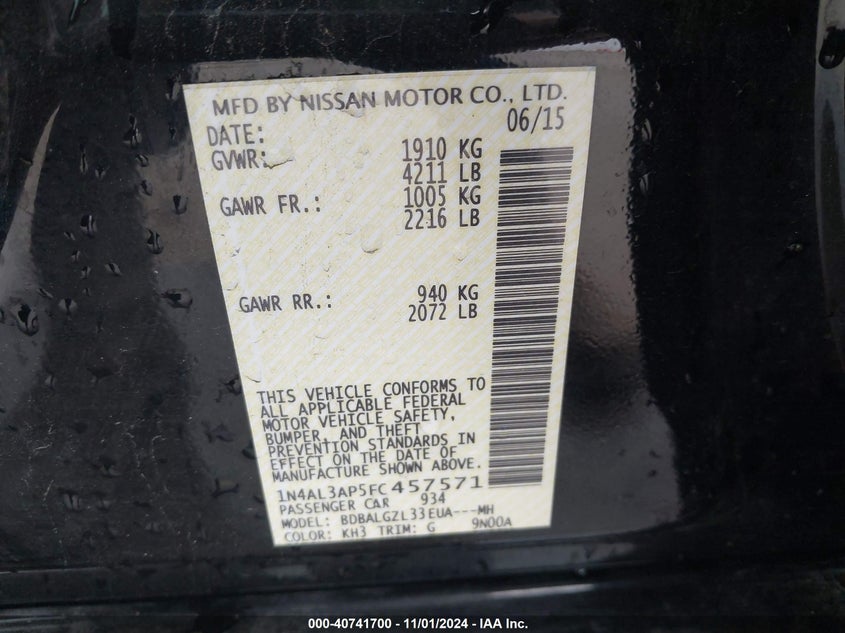 MFD BY NISSAN MOTOR CO., LTD.
DATE: 06/15
GVWR: 1910 KG
4211 LB
GAWR FR.: 1005 KG
2216 LB
GAWR RR.: 940 KG
2072 LB
THIS VEHICLE CONFORMS TO
ALL APPLICABLE FEDERAL
MOTOR VEHICLE SAFETY,
BUMPER, AND THEFT
PREVENTION STANDARDS IN
EFFECT ON THE DATE OF
MANUFACTURE SHOWN ABOVE.
1N4AL3AP5FC457571
PASSENGER CAR 934
MODEL: BDBALGZL33EUA---MH
COLOR: KH3 TRIM: G 9N00A
000-40741700 - 11/01/2024 - IAA Inc.